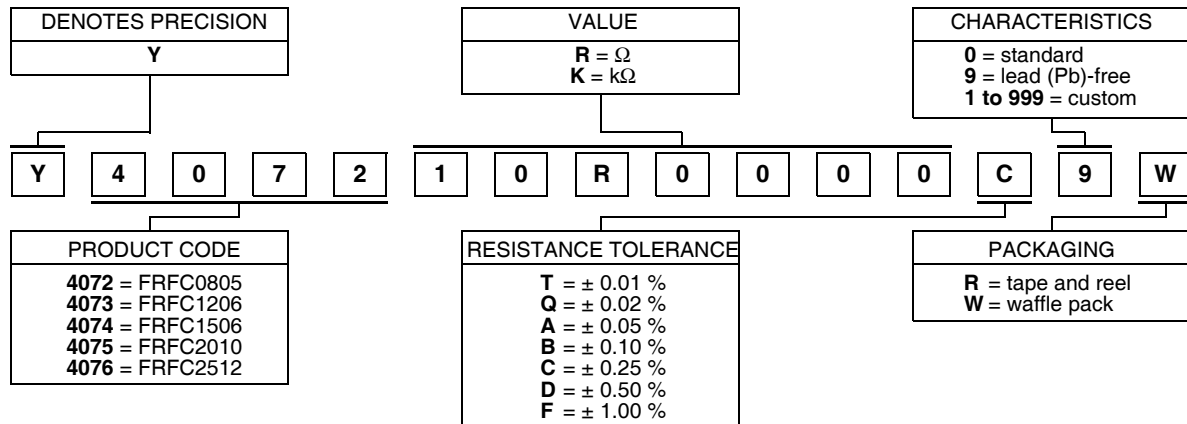 DENOTES PRECISION
Y
VALUE
R = Ω
K = kΩ
CHARACTERISTICS
0 = standard
9 = lead (Pb)-free
1 to 999 = custom
Y 4 0 7 2 1 0 R 0 0 0 0 C 9 W
PRODUCT CODE
4072 = FRFC0805
4073 = FRFC1206
4074 = FRFC1506
4075 = FRFC2010
4076 = FRFC2512
RESISTANCE TOLERANCE
T = ± 0.01 %
Q = ± 0.02 %
A = ± 0.05 %
B = ± 0.10 %
C = ± 0.25 %
D = ± 0.50 %
F = ± 1.00 %
PACKAGING
R = tape and reel
W = waffle pack